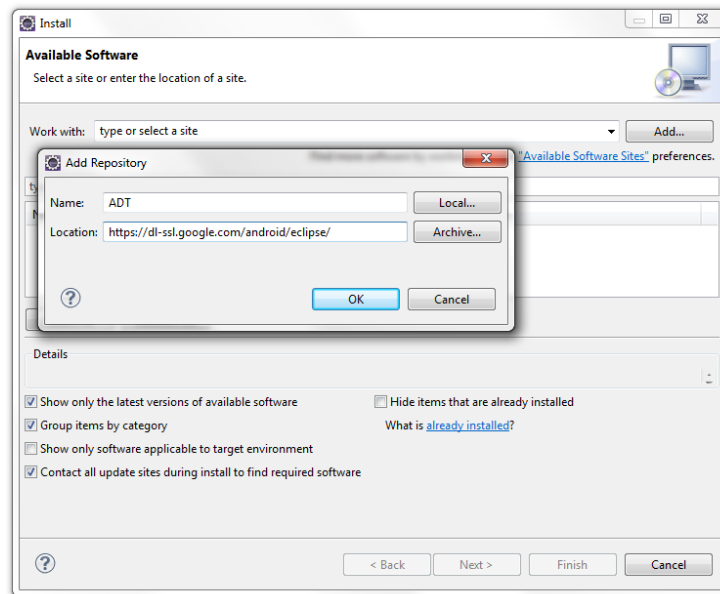 Install
Available Software
Select a site or enter the location of a site.
Work with: type or select a site Add...
"Available Software Sites" preferences.
Add Repository
Name: ADT Local...
Location: https://dl-ssl.google.com/android/eclipse/ Archive...
OK Cancel
Details
Show only the latest versions of available software Hide items that are already installed
Group items by category What is already installed?
Show only software applicable to target environment
Contact all update sites during install to find required software
< Back Next > Finish Cancel